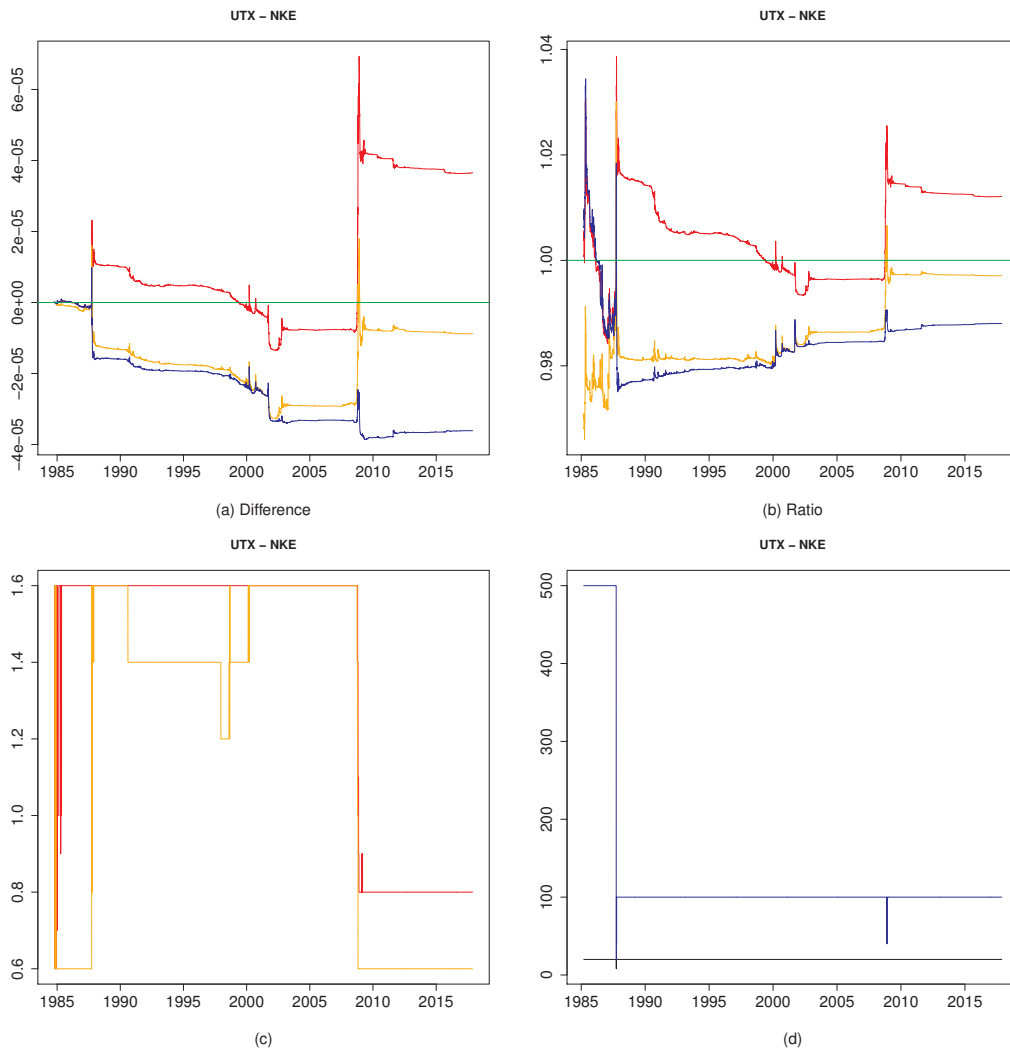 UTX − NKE
6e−05
4e−05
2e−05
0e+00
−2e−05
−4e−05
1985 1990 1995 2000 2005 2010 2015
(a) Difference
UTX − NKE
1.04
1.02
1.00
0.98
1985 1990 1995 2000 2005 2010 2015
(b) Ratio
UTX − NKE
1.6
1.4
1.2
1.0
0.8
0.6
1985 1990 1995 2000 2005 2010 2015
(c)
UTX − NKE
500
400
300
200
100
0
1985 1990 1995 2000 2005 2010 2015
(d)